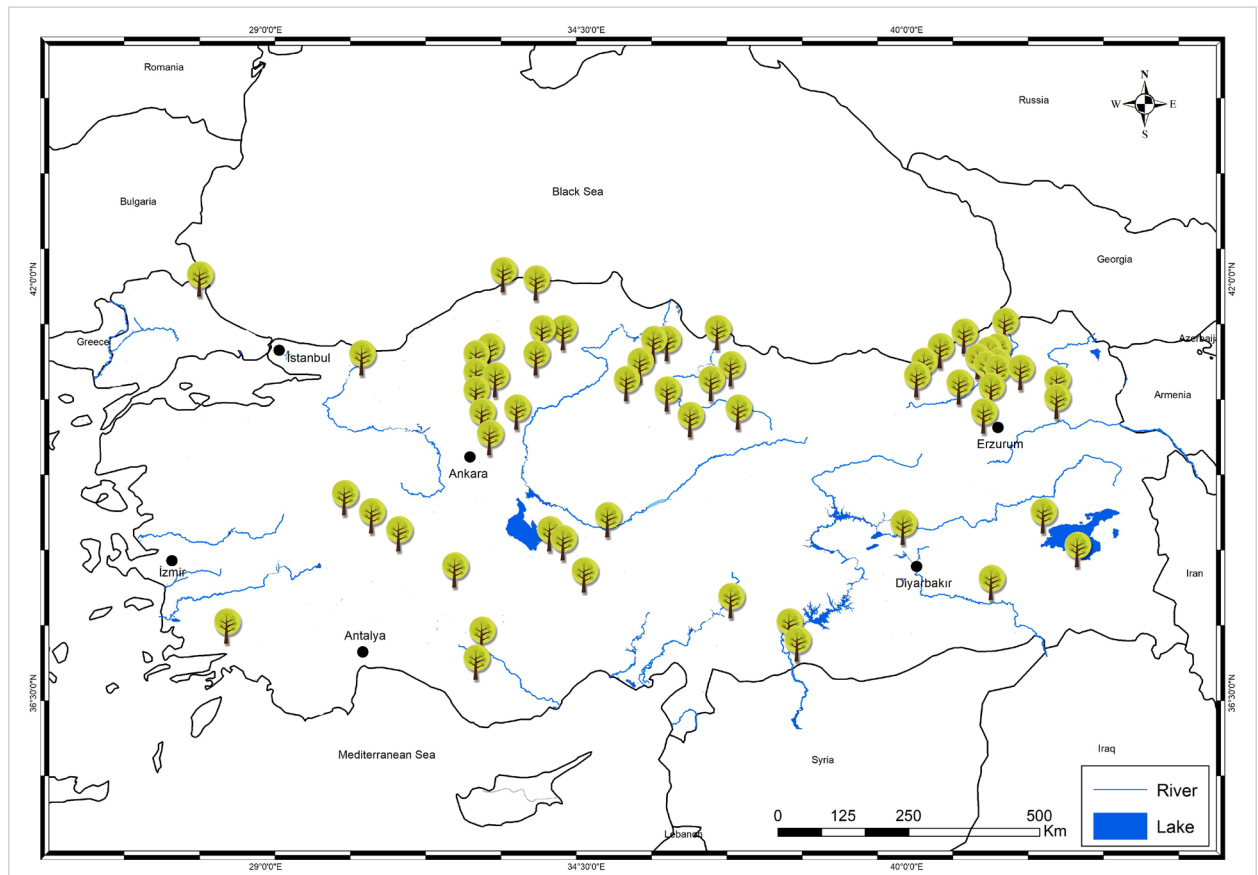 29°0'0"E
34°30'0"E
40°0'0"E
Romania
Russia
N
W
E
S
Black Sea
Bulgaria
Georgia
42°0'0"N
42°0'0"N
Greece
İstanbul
Azerbaij
Armenia
Erzurum
Ankara
İzmir
Diyarbakır
Iran
Antalya
36°30'0"N
36°30'0"N
Mediterranean Sea
Syria
Iraq
River
0
125
250
500
Km
Lake
Lebanon
29°0'0"E
34°30'0"E
40°0'0"E